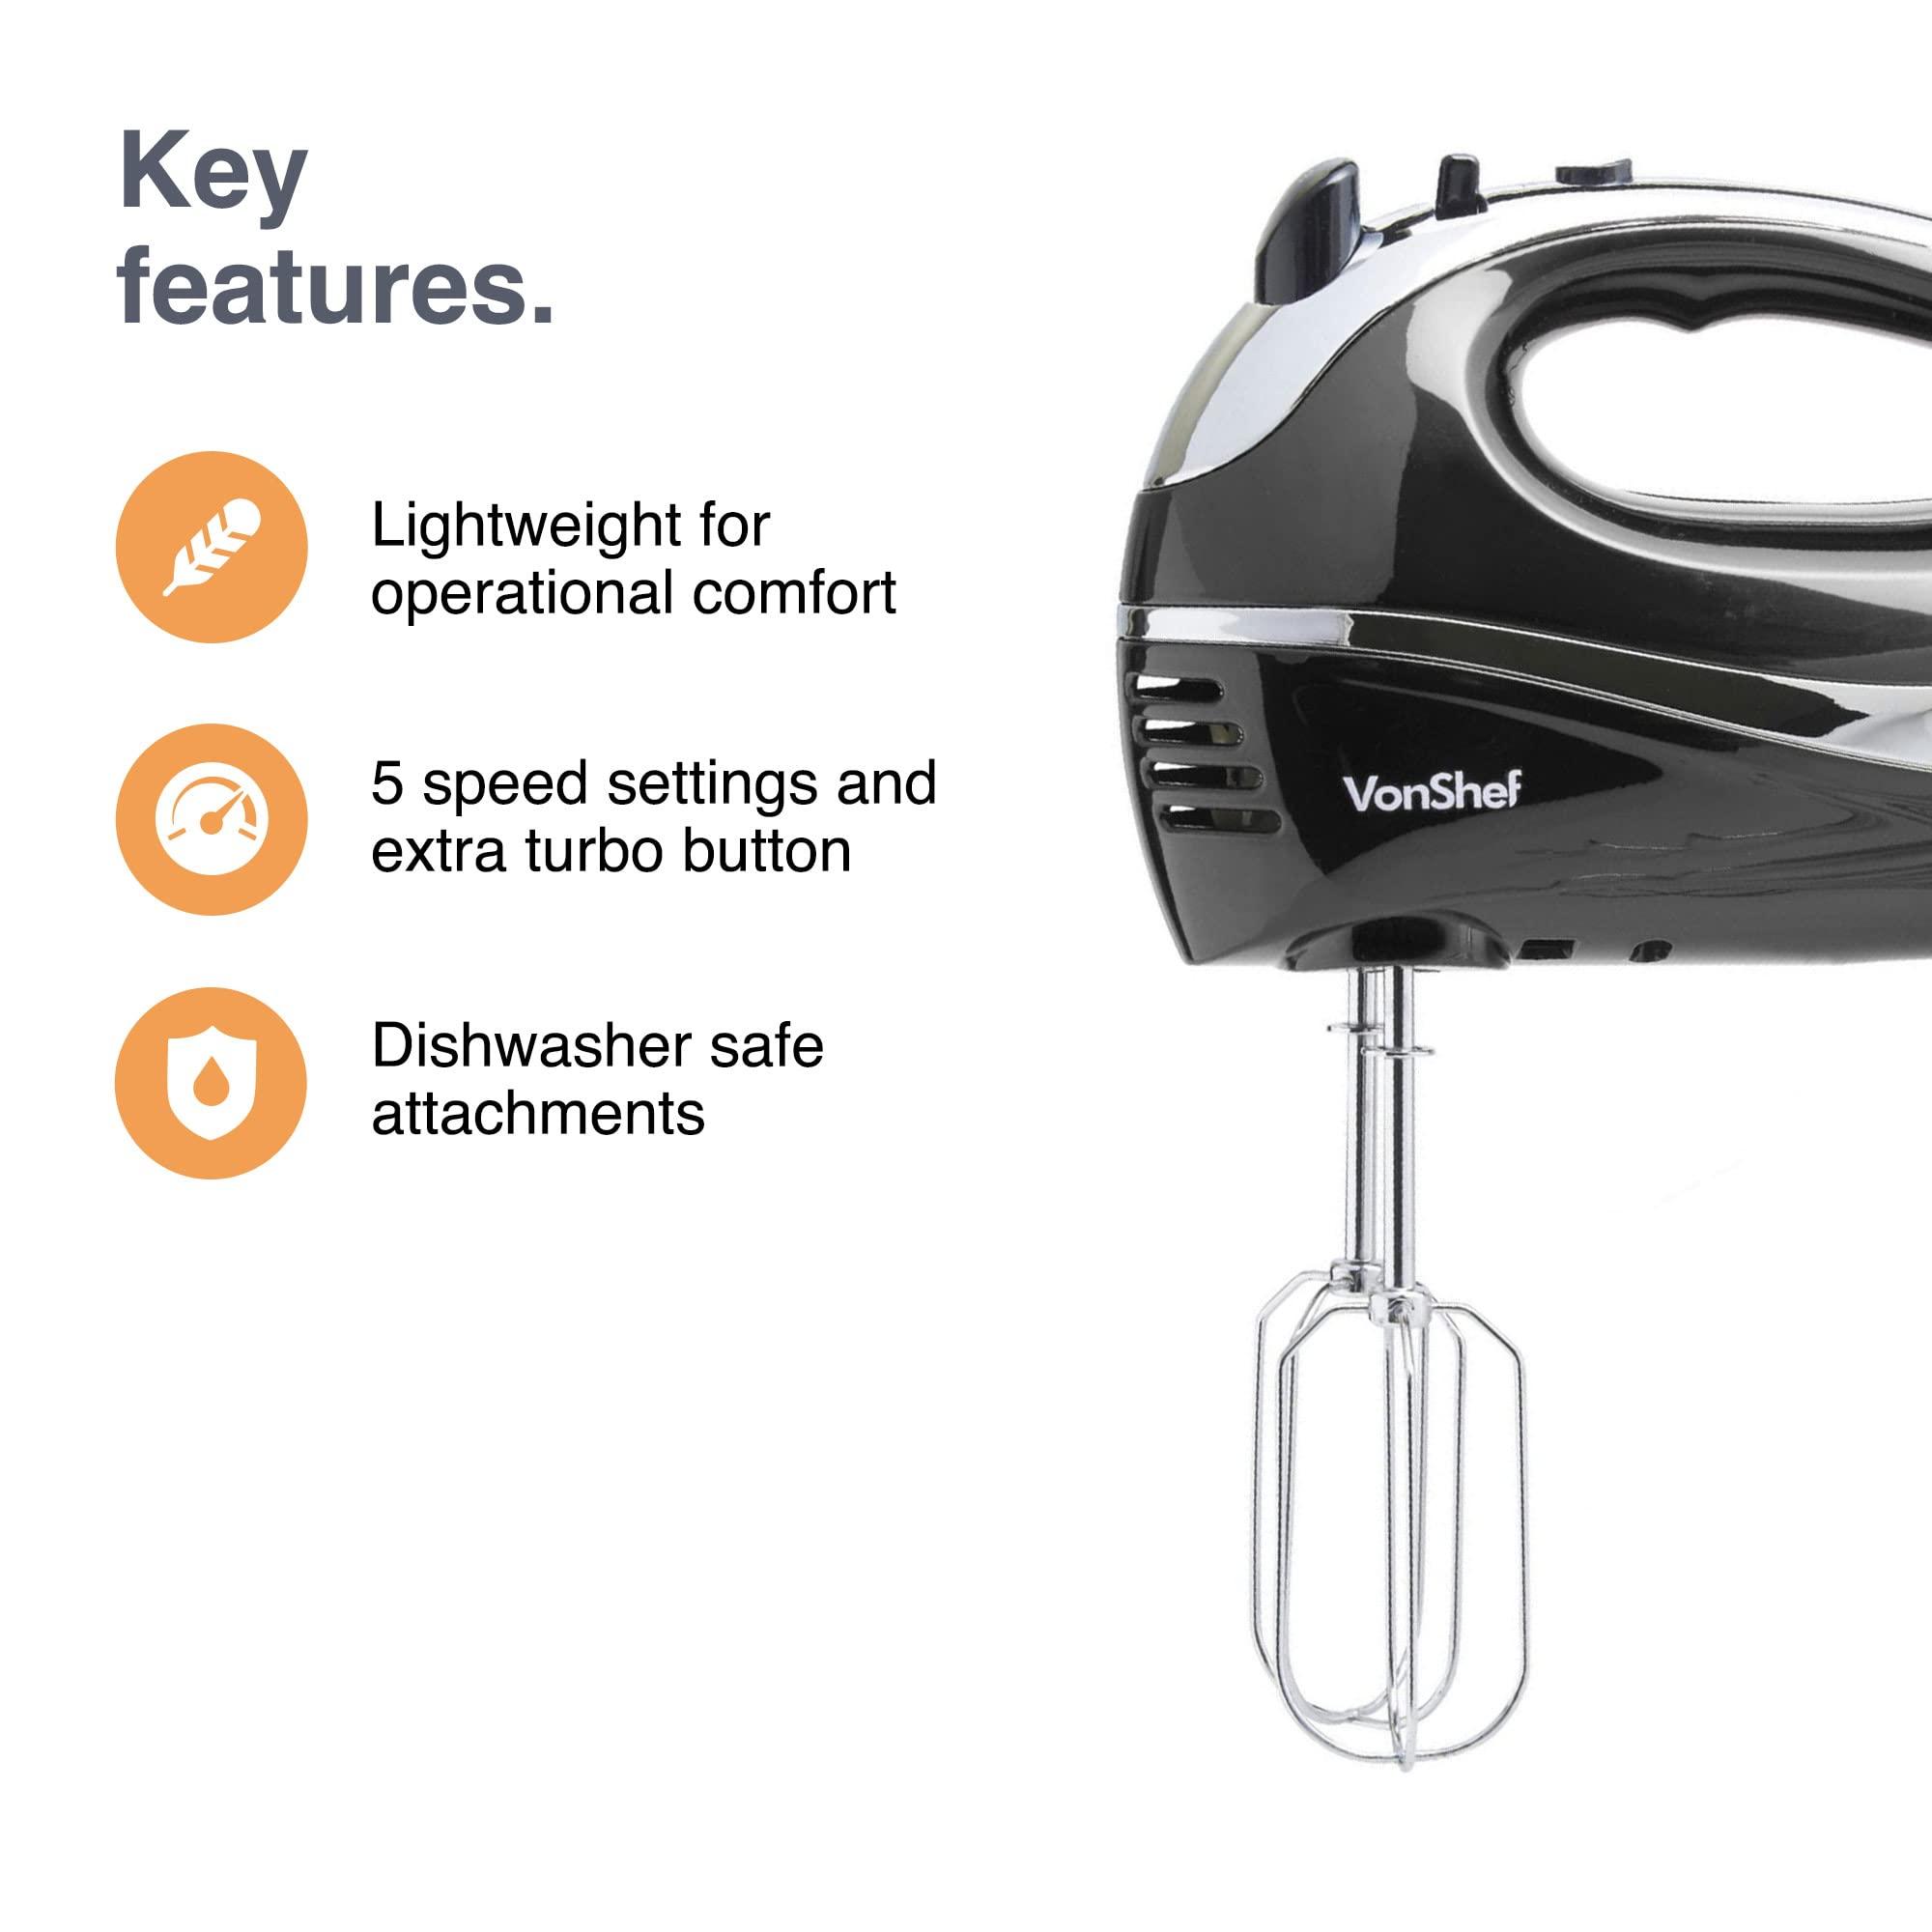 Key
features.
Lightweight for
operational comfort
5 speed settings and
extra turbo button
Dishwasher safe
attachments
VonShef